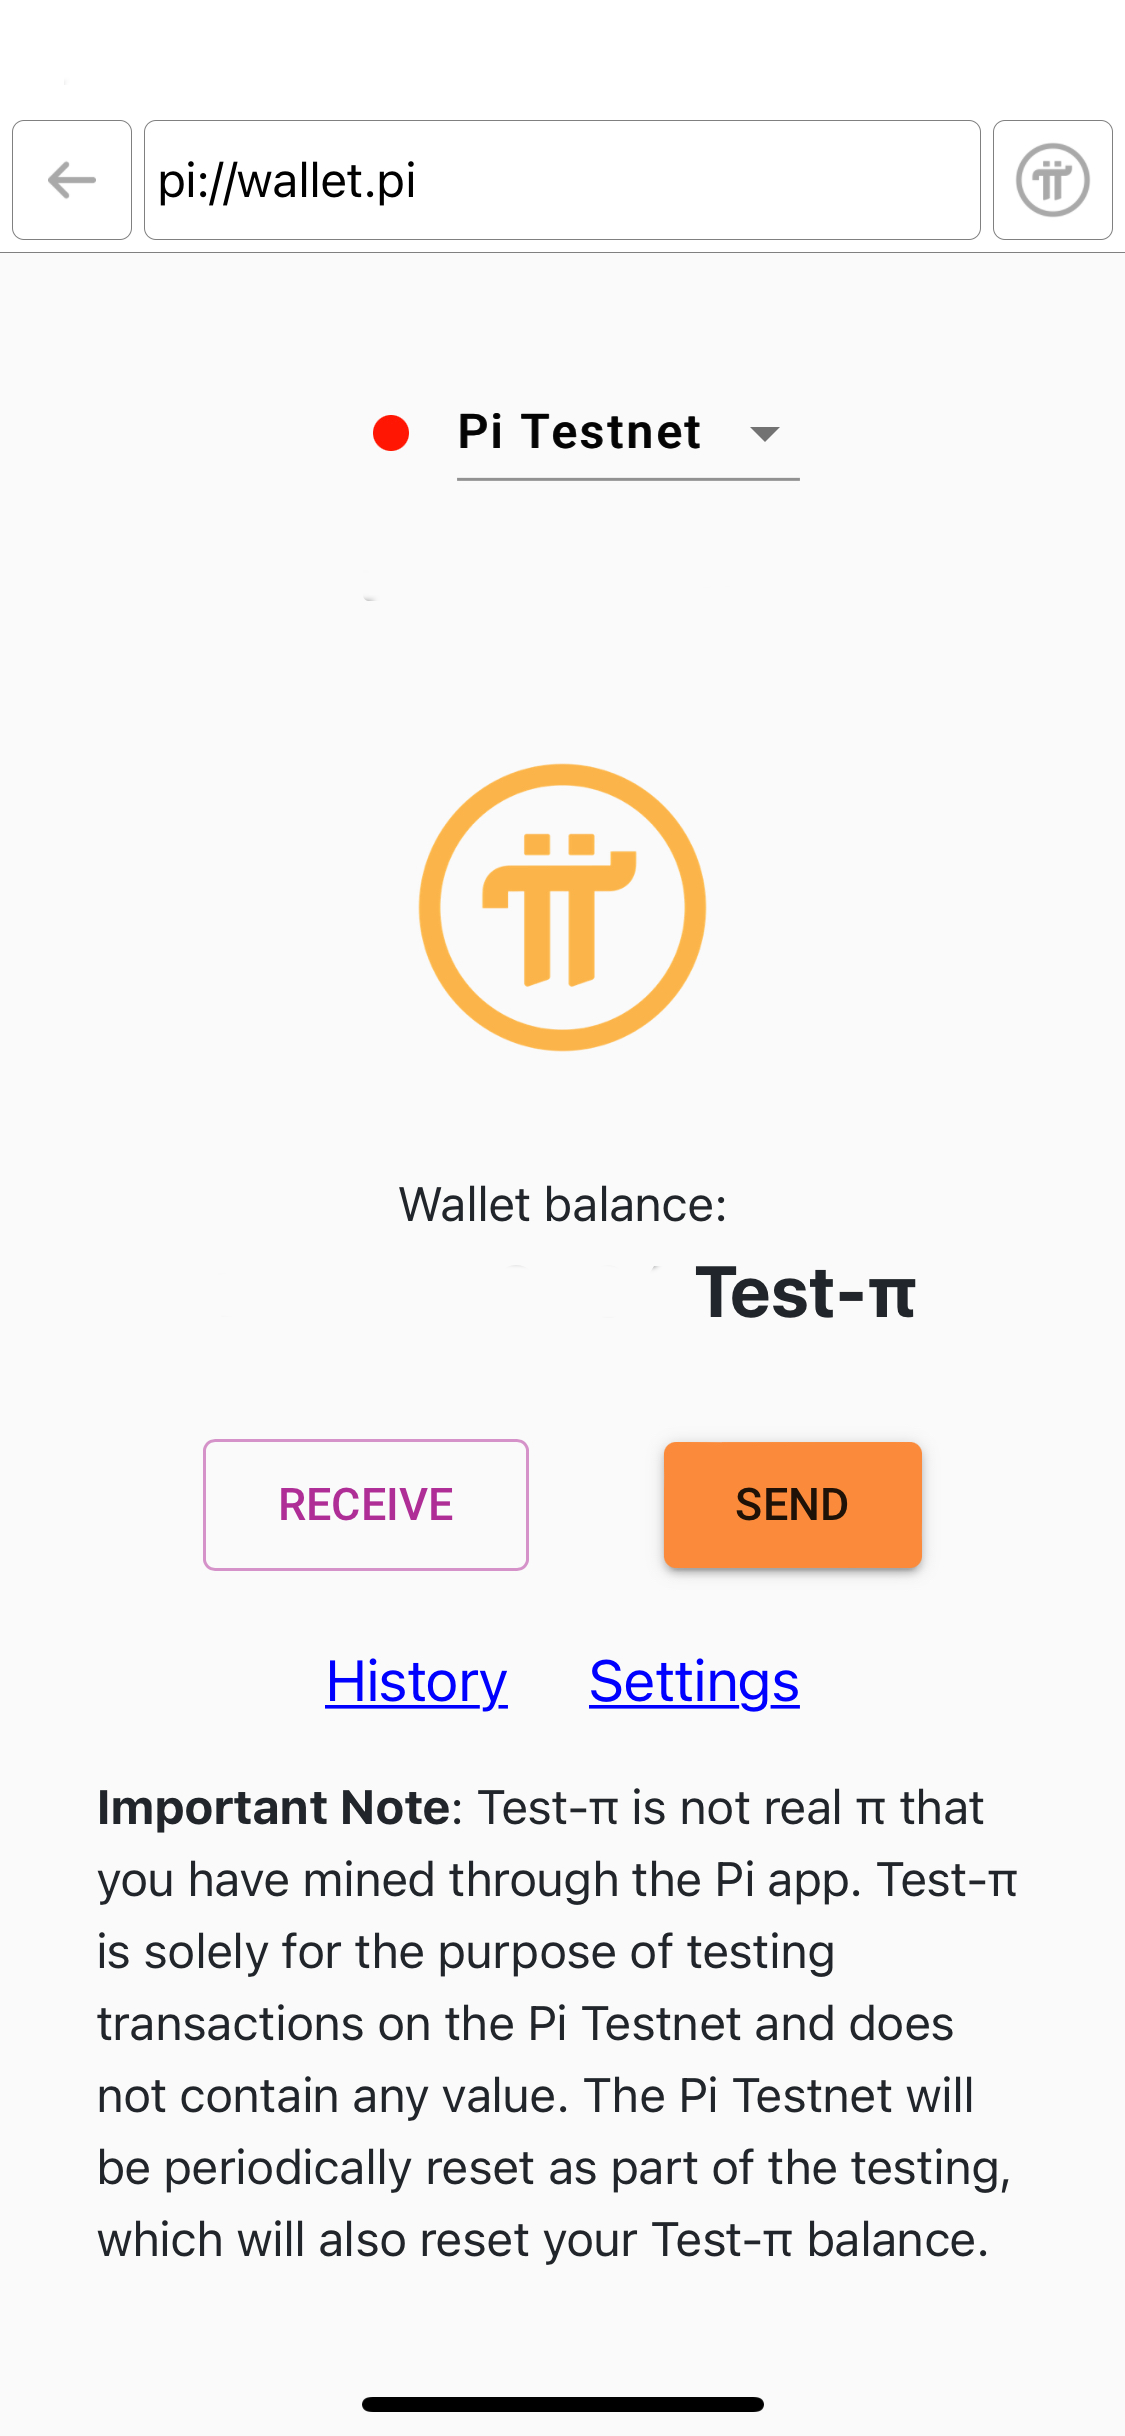 pi://wallet.pi
Pi Testnet
Wallet balance:
Test-π
RECEIVE
SEND
History
Settings
Important Note: Test-π is not real π that
you have mined through the Pi app. Test-π
is solely for the purpose of testing
transactions on the Pi Testnet and does
not contain any value. The Pi Testnet will
be periodically reset as part of the testing,
which will also reset your Test-π balance.